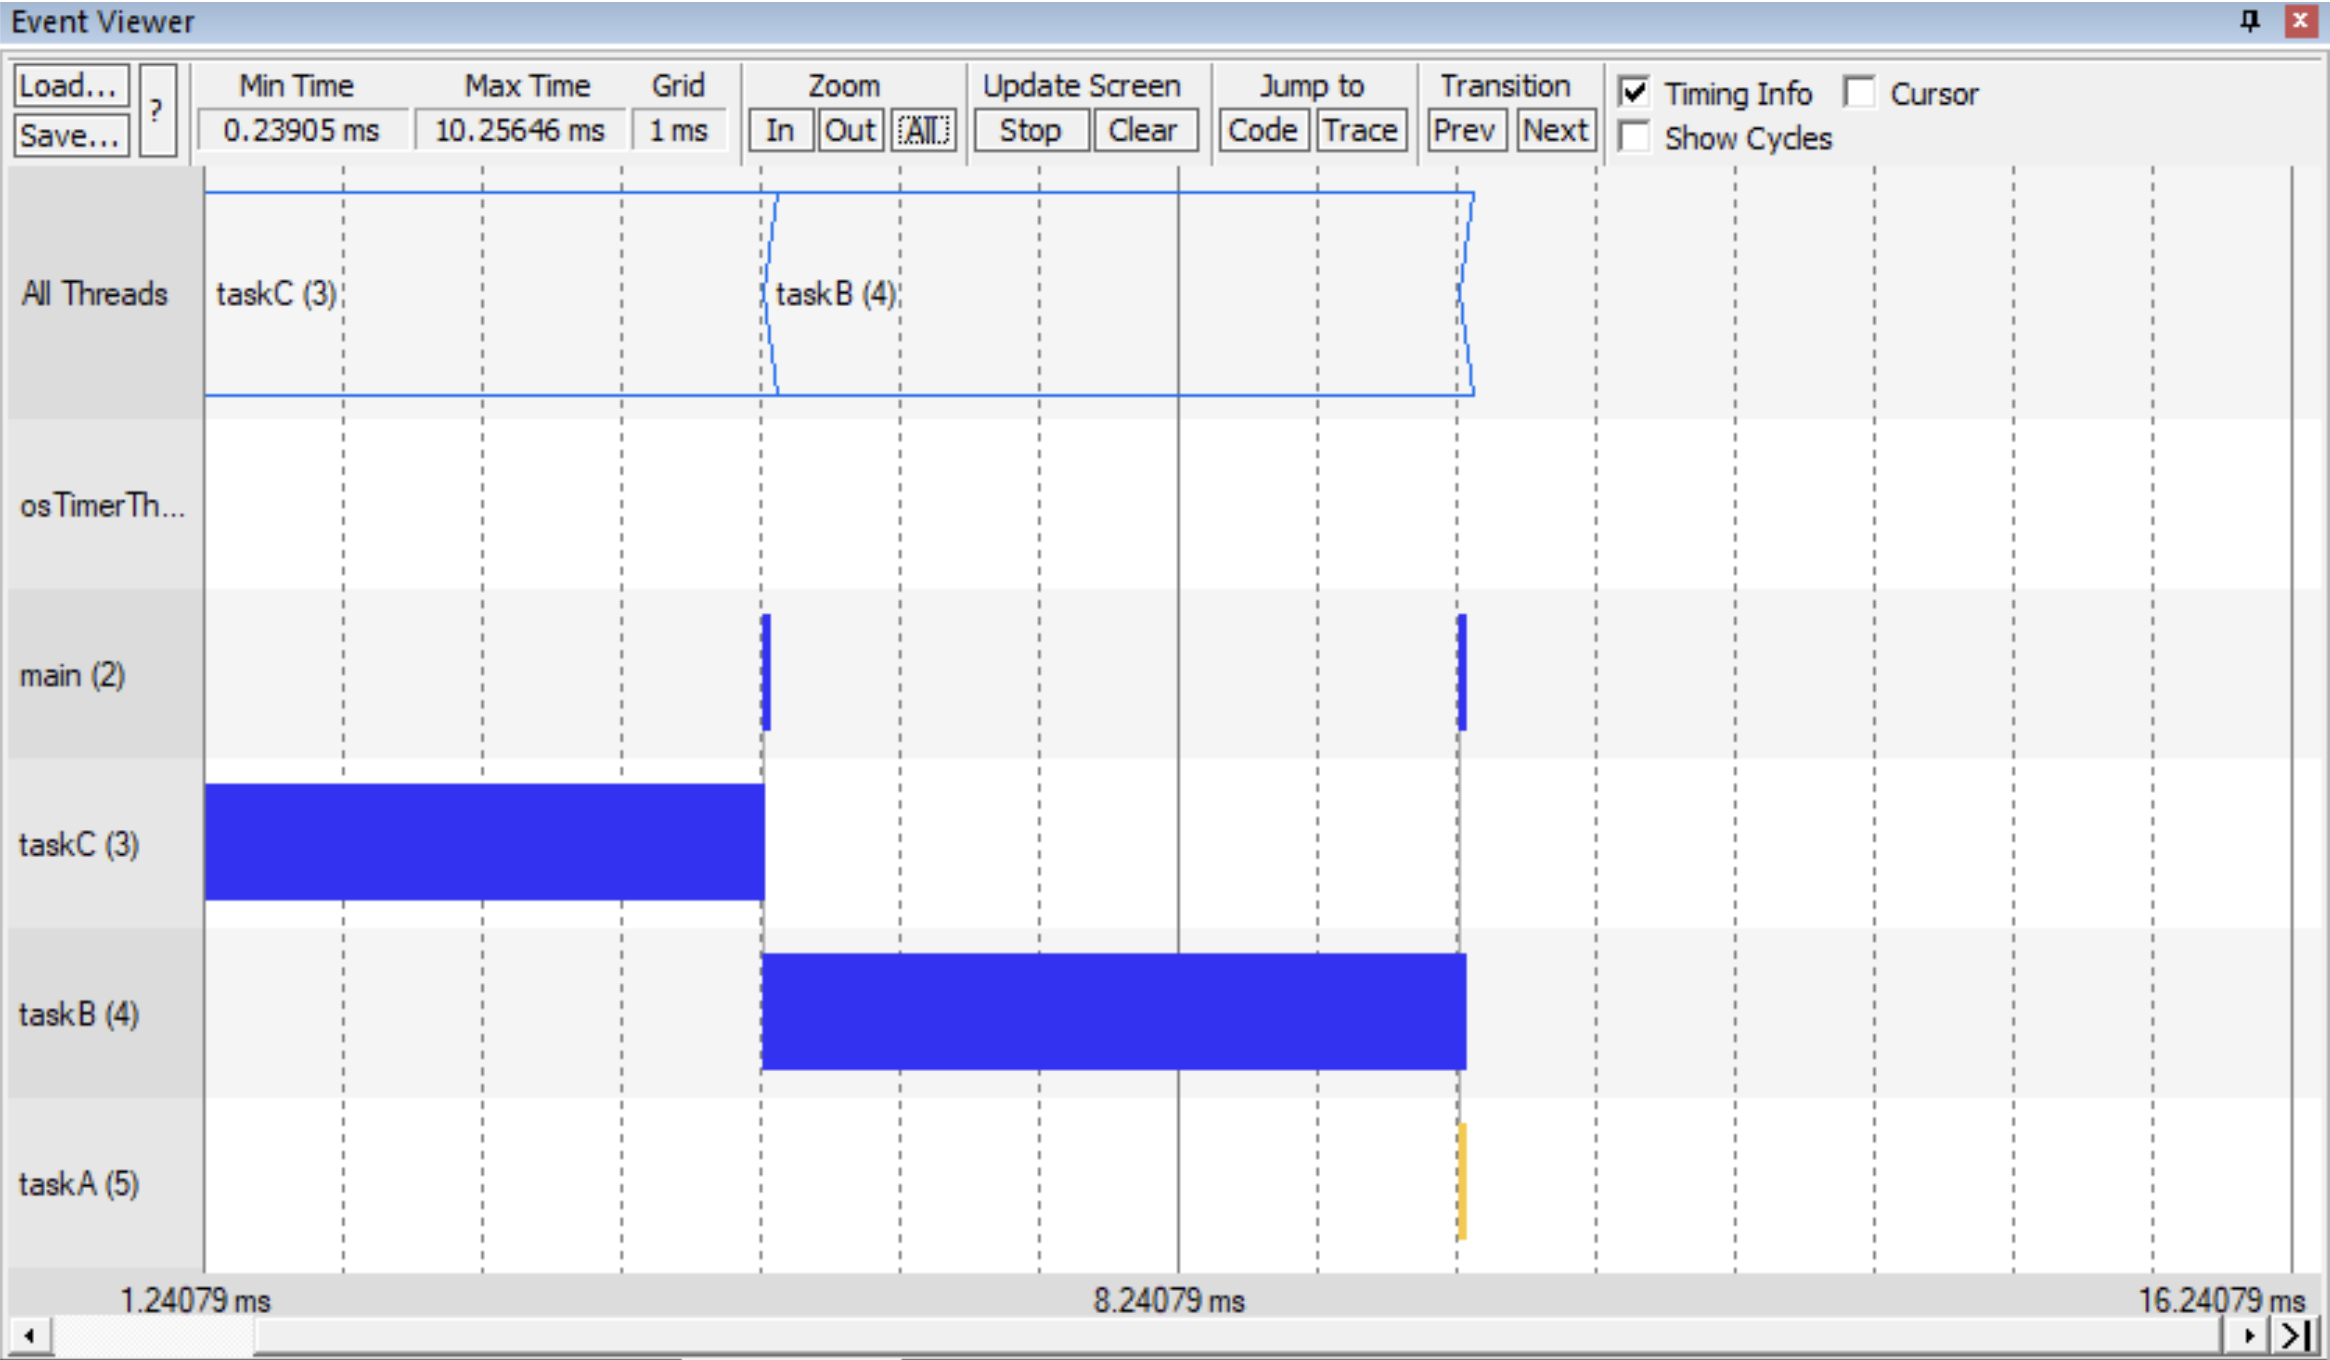 Event Viewer
Load...
Save...
?
Min Time
Max Time
Grid
0.23905 ms
10.25646 ms
1 ms
Zoom
In
Out
All
Update Screen
Stop
Clear
Jump to
Code
Trace
Transition
Prev
Next
Timing Info
Cursor
Show Cycles
All Threads
taskC (3)
taskB (4)
osTimerTh...
main (2)
taskC (3)
taskB (4)
taskA (5)
1.24079 ms
8.24079 ms
16.24079 ms